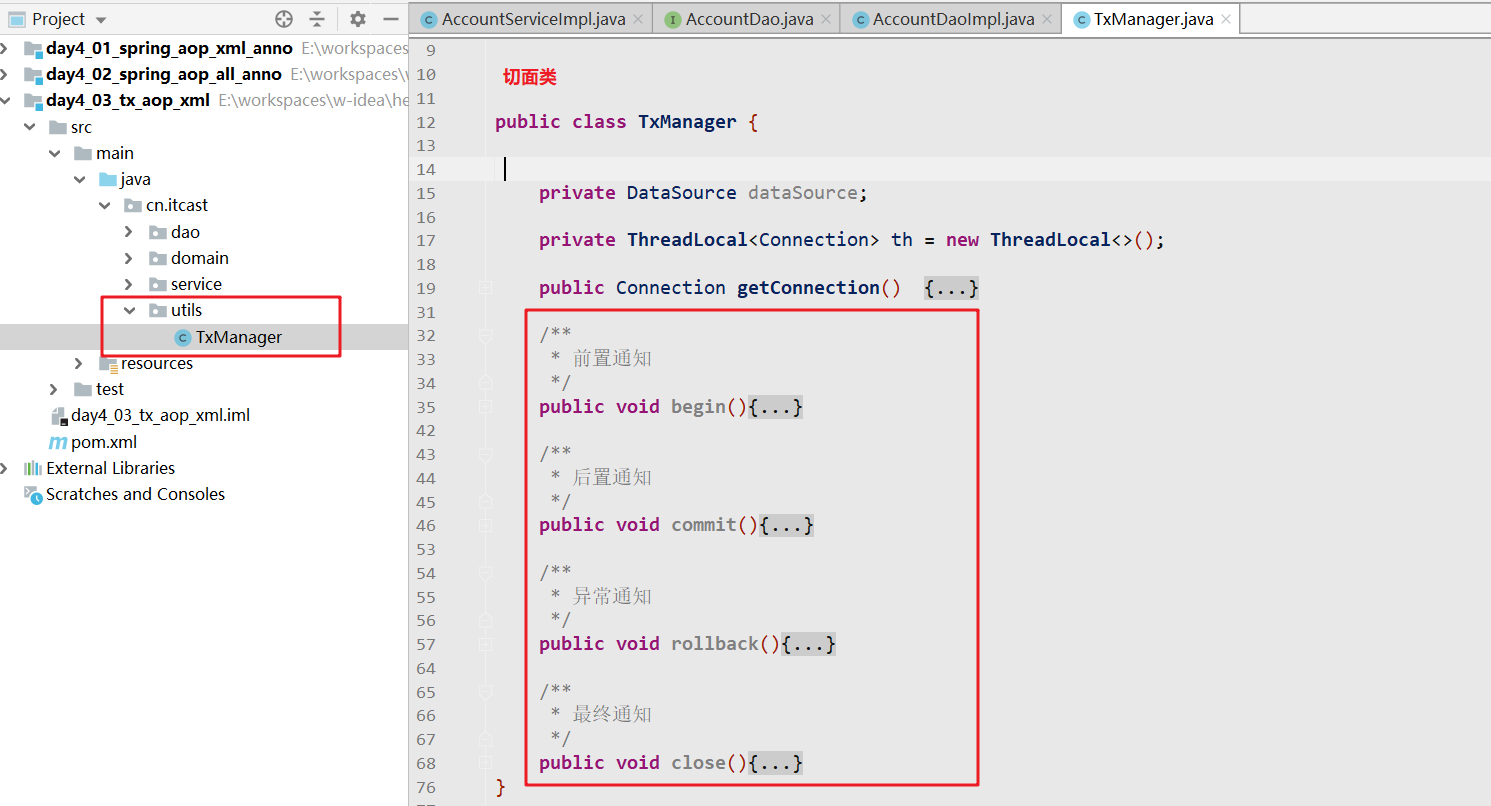 Project
day4_01_spring_aop_xml_anno E:\workspaces
day4_02_spring_aop_all_anno E:\workspaces\w
day4_03_tx_aop_xml E:\workspaces\w-idea\he
src
main
java
cn.itcast
dao
domain
service
utils
TxManager
resources
test
day4_03_tx_aop_xml.iml
pom.xml
External Libraries
Scratches and Consoles
AccountServiceImpl.java AccountDao.java AccountDaoImpl.java TxManager.java
9
10 切面类
11
12 public class TxManager {
13
14
15 private DataSource dataSource;
16
17 private ThreadLocal<Connection> th = new ThreadLocal<>();
18
19 public Connection getConnection() {...}
31
32 /**
33 * 前置通知
34 */
35 public void begin(){...}
42
43 /**
44 * 后置通知
45 */
46 public void commit(){...}
53
54 /**
55 * 异常通知
56 */
57 public void rollback(){...}
64
65 /**
66 * 最终通知
67 */
68 public void close(){...}
76 }